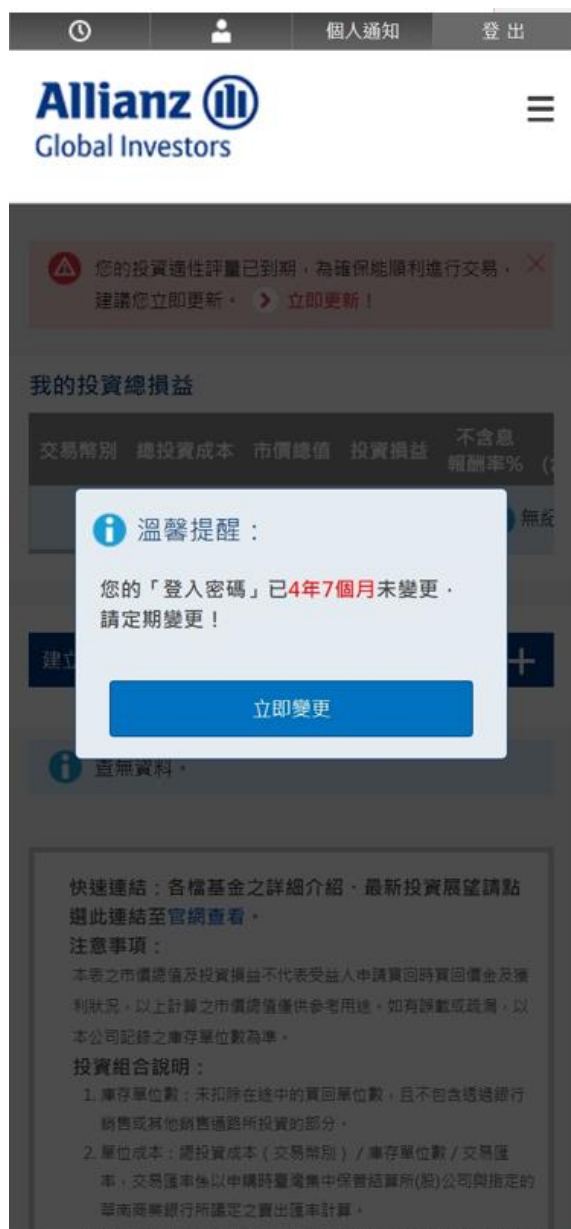 個人通知
登出
Allianz
Global Investors
您的投資適性評量已到期，為確保能順利進行交易，
建議您立即更新。 立即更新！
我的投資總損益
交易幣別 總投資成本 市價總值 投資損益 不含息
報酬率% (
無紀
溫馨提醒：
您的「登入密碼」已4年7個月未變更，
請定期變更！
建立
立即變更
查無資料。
快速連結：各檔基金之詳細介紹、最新投資展望請點
選此連結至官網查看。
注意事項：
本表之市價總值及投資損益不代表受益人申請買回時買回價金及獲
利狀況，以上計算之市價總值僅供參考用途。如有誤載或疏漏，以
本公司記錄之庫存單位數為準。
投資組合說明：
1. 庫存單位數：未扣除在途中的買回單位數，且不包含透過銀行
銷售或其他銷售通路所投資的部分。
2. 單位成本：總投資成本（交易幣別）/ 庫存單位數 / 交易匯
率，交易匯率係以申購時臺灣集中保管結算所(股)公司與指定的
華南商業銀行所議定之賣出匯率計算。